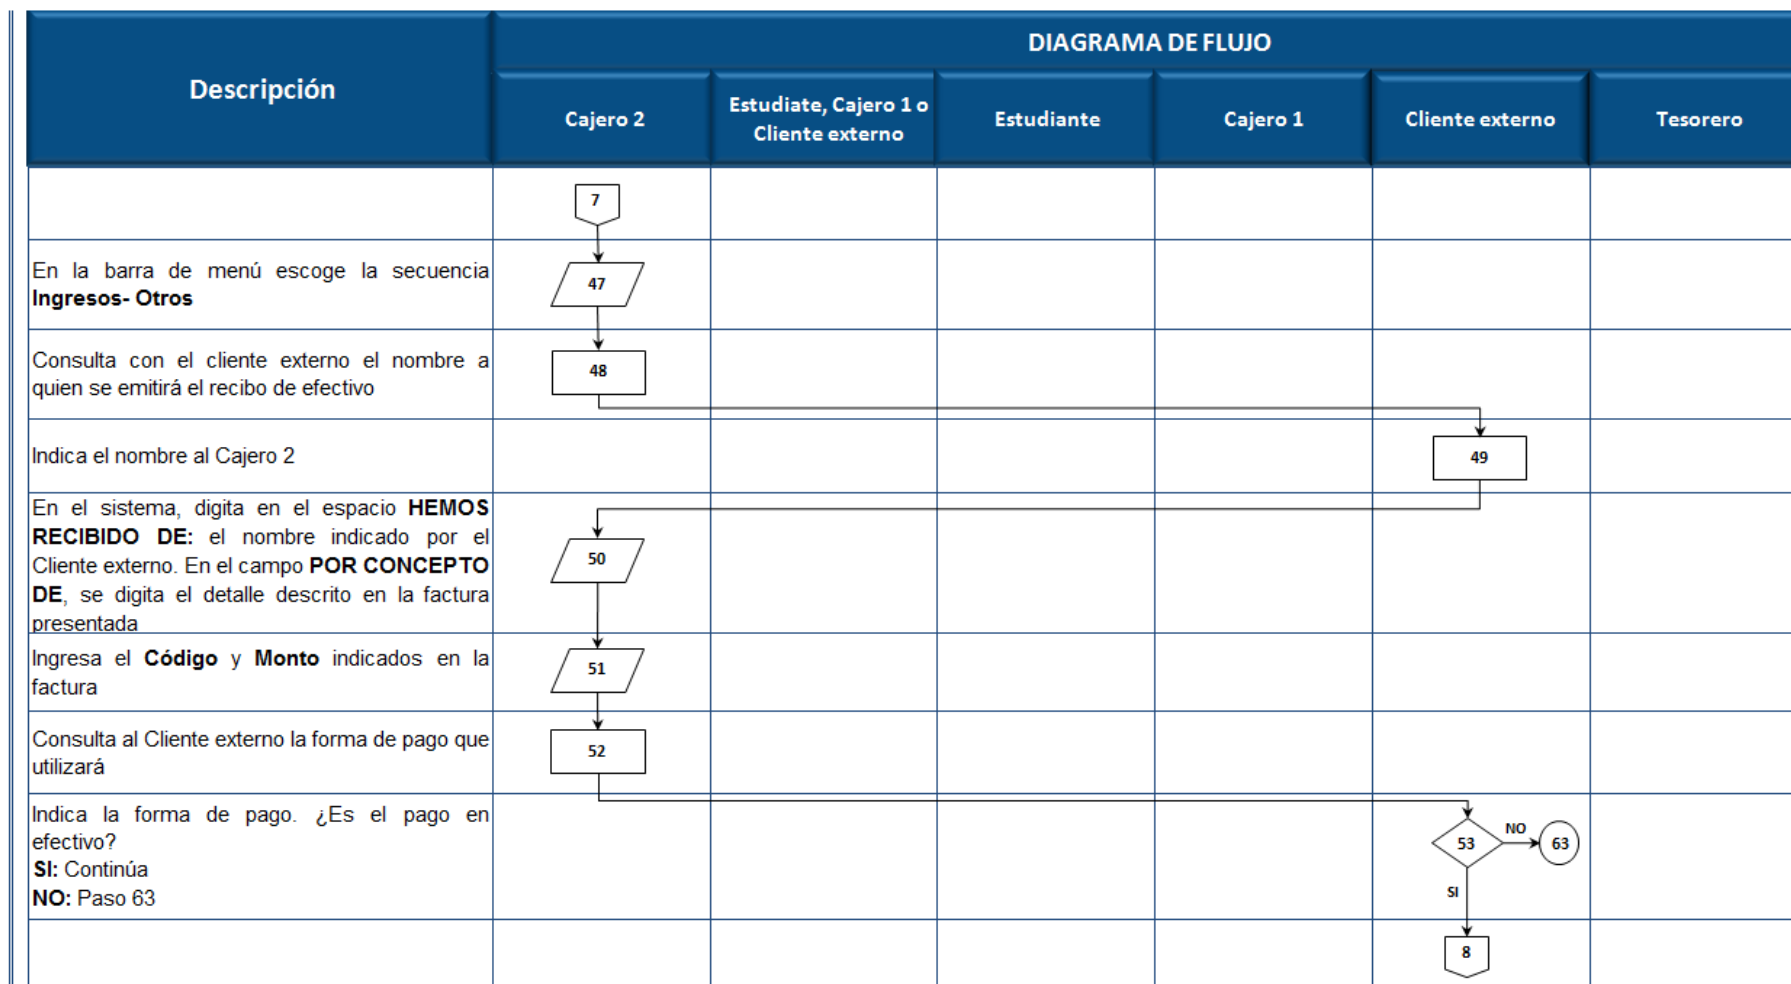 Descripción
DIAGRAMA DE FLUJO
Cajero 2
Estudiate, Cajero 1 o
Cliente externo
Estudiante
Cajero 1
Cliente externo
Tesorero
7
En la barra de menú escoge la secuencia
Ingresos- Otros
47
Consulta con el cliente externo el nombre a
quien se emitirá el recibo de efectivo
48
Indica el nombre al Cajero 2
49
En el sistema, digita en el espacio HEMOS
RECIBIDO DE: el nombre indicado por el
Cliente externo. En el campo POR CONCEPTO
DE, se digita el detalle descrito en la factura
presentada
50
Ingresa el Código y Monto indicados en la
factura
51
Consulta al Cliente externo la forma de pago que
utilizará
52
Indica la forma de pago. ¿Es el pago en
efectivo?
SI: Continúa
NO: Paso 63
53
NO
63
SI
8